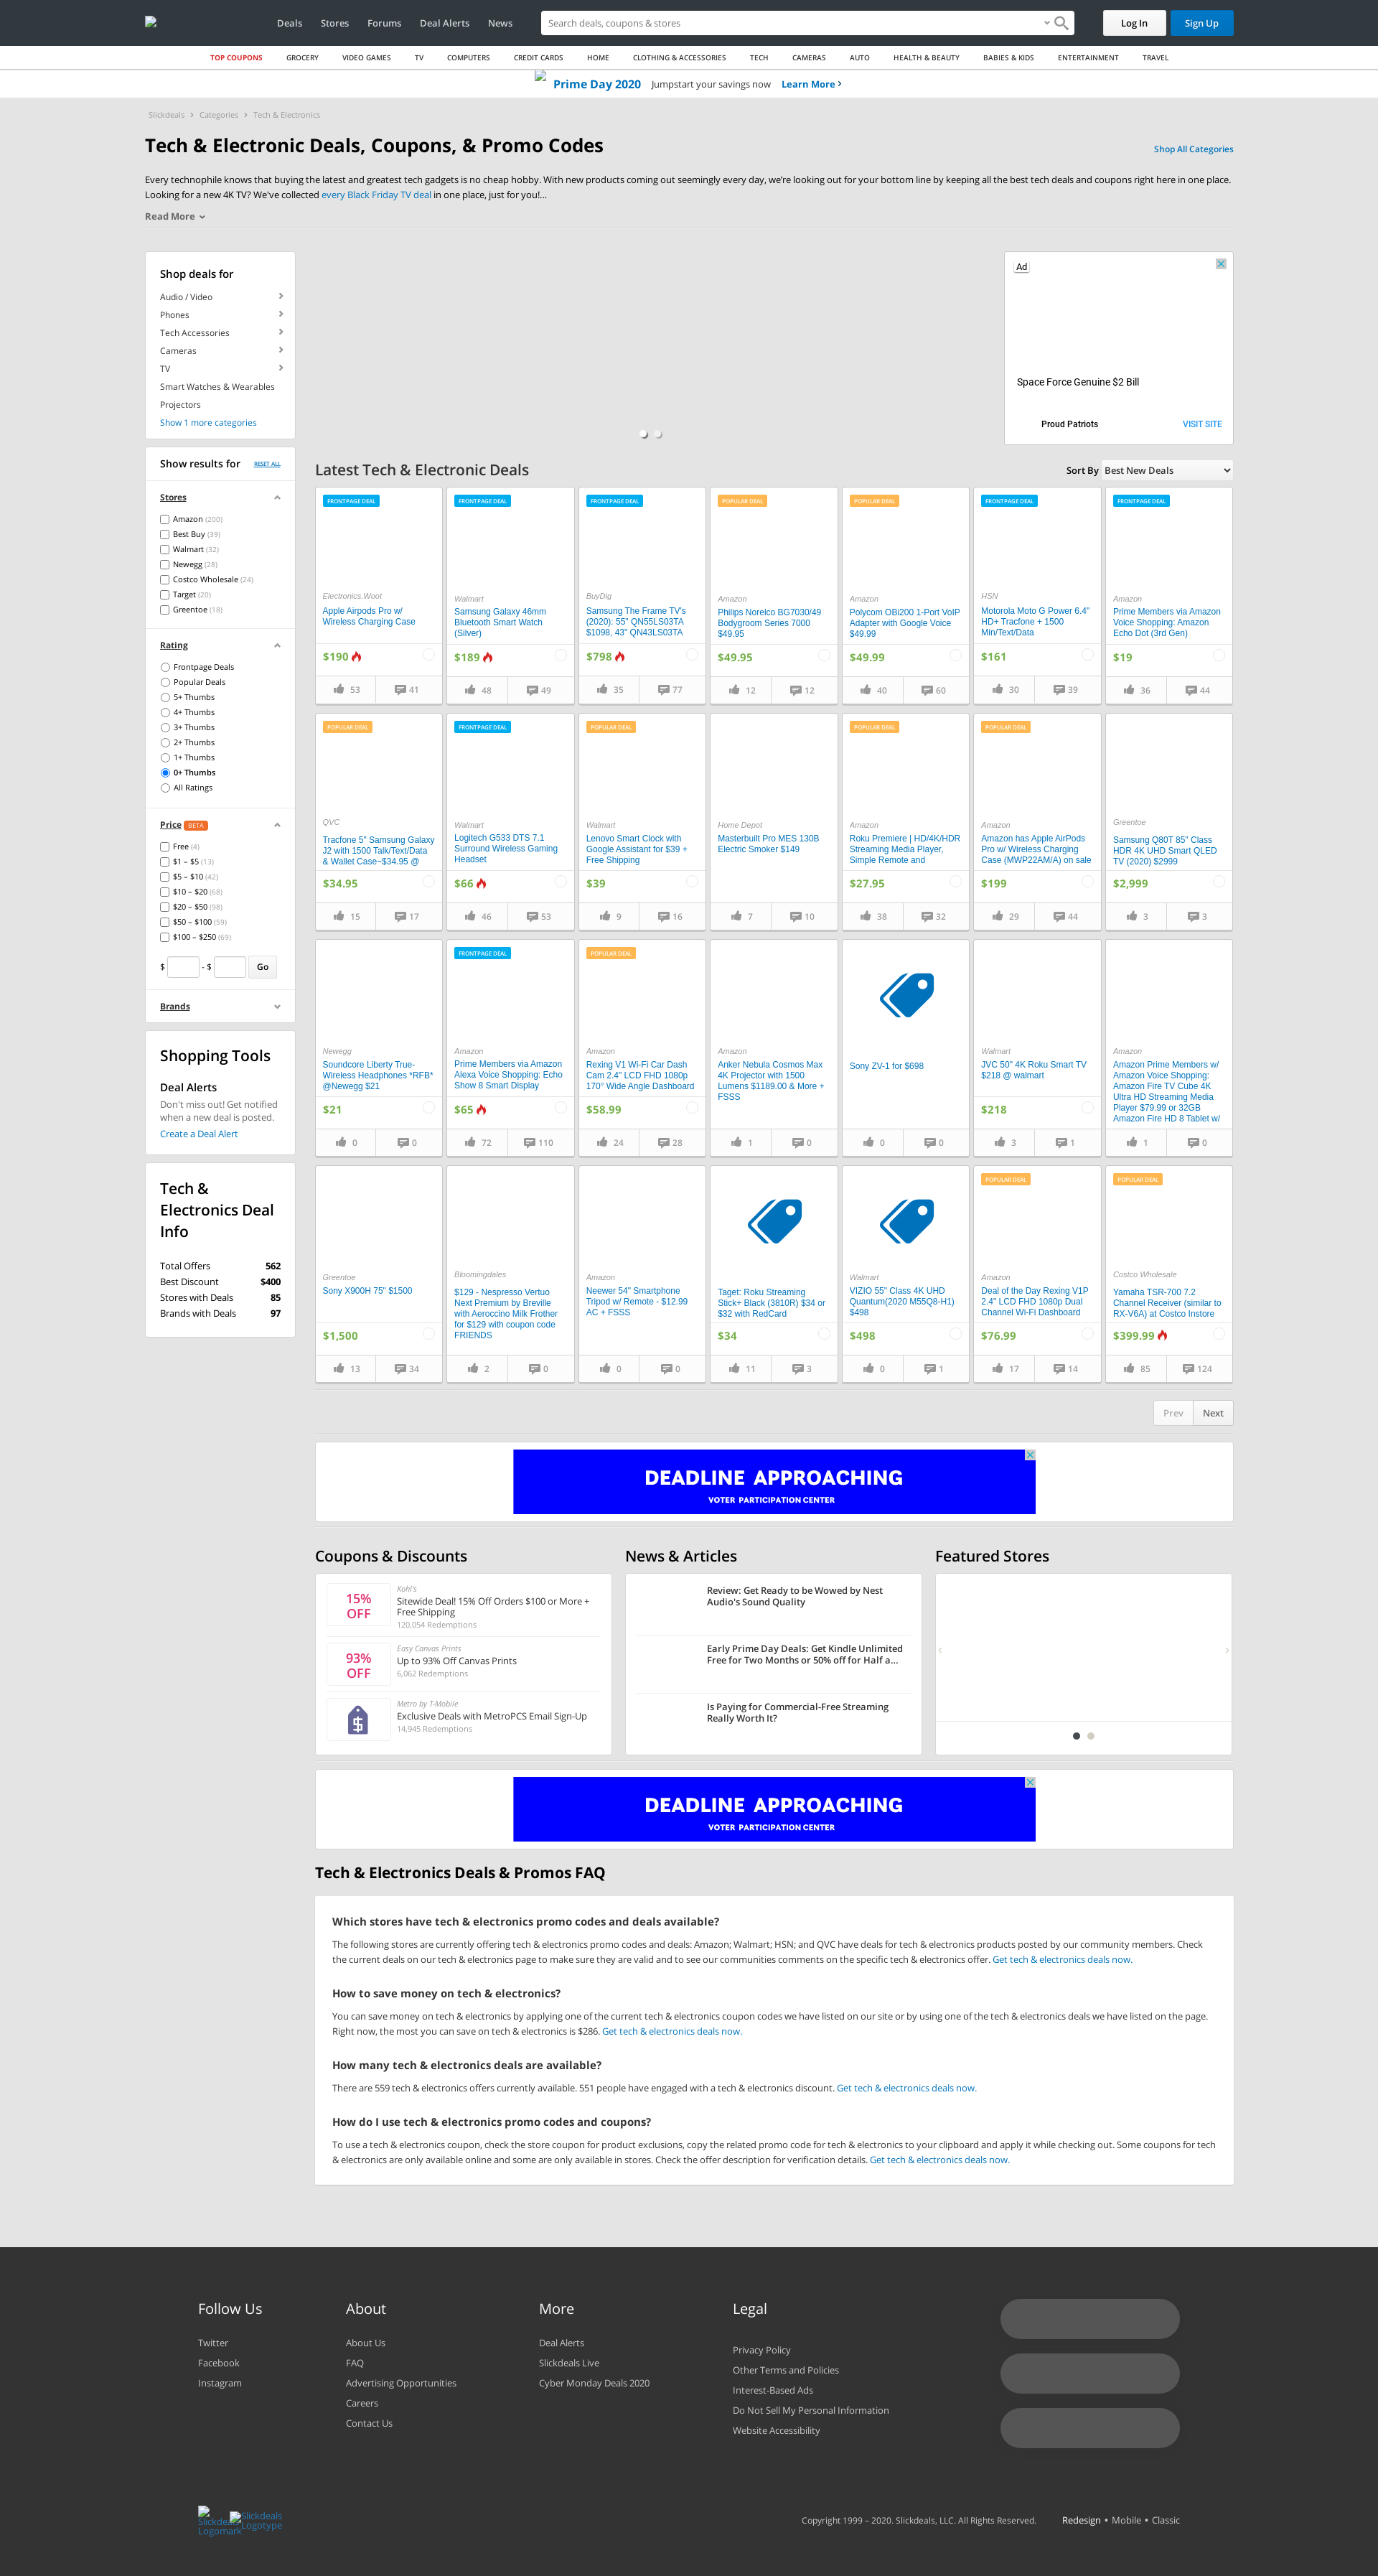 Deals Stores Forums Deal Alerts News
Search deals, coupons & stores
Log In Sign Up
TOP COUPONS GROCERY VIDEO GAMES TV COMPUTERS CREDIT CARDS HOME CLOTHING & ACCESSORIES TECH CAMERAS AUTO HEALTH & BEAUTY BABIES & KIDS ENTERTAINMENT TRAVEL
Prime Day 2020 Jumpstart your savings now Learn More
Slickdeals Categories Tech & Electronics
Tech & Electronic Deals, Coupons, & Promo Codes
Shop All Categories
Every technophile knows that buying the latest and greatest tech gadgets is no cheap hobby. With new products coming out seemingly every day, we're looking out for your bottom line by keeping all the best tech deals and coupons right here in one place.
Looking for a new 4K TV? We've collected every Black Friday TV deal in one place, just for you!...
Read More
Shop deals for
Audio / Video
Phones
Tech Accessories
Cameras
TV
Smart Watches & Wearables
Projectors
Show 1 more categories
Ad
Space Force Genuine $2 Bill
Proud Patriots VISIT SITE
Show results for RESET ALL
Stores
Amazon (200)
Best Buy (39)
Walmart (32)
Newegg (28)
Costco Wholesale (24)
Target (20)
Greentoe (18)
Rating
Frontpage Deals
Popular Deals
5+ Thumbs
4+ Thumbs
3+ Thumbs
2+ Thumbs
1+ Thumbs
0+ Thumbs
All Ratings
Price BETA
Free (4)
$1 – $5 (13)
$5 – $10 (42)
$10 – $20 (68)
$20 – $50 (98)
$50 – $100 (59)
$100 – $250 (69)
$ - $ Go
Brands
Shopping Tools
Deal Alerts
Don't miss out! Get notified
when a new deal is posted.
Create a Deal Alert
Tech &
Electronics Deal
Info
Total Offers 562
Best Discount $400
Stores with Deals 85
Brands with Deals 97
Latest Tech & Electronic Deals
Sort By Best New Deals
FRONTPAGE DEAL
Electronics.Woot
Apple Airpods Pro w/
Wireless Charging Case
$190
53 41
FRONTPAGE DEAL
Walmart
Samsung Galaxy 46mm
Bluetooth Smart Watch
(Silver)
$189
48 49
FRONTPAGE DEAL
BuyDig
Samsung The Frame TV's
(2020): 55" QN55LS03TA
$1098, 43" QN43LS03TA
$798
35 77
POPULAR DEAL
Amazon
Philips Norelco BG7030/49
Bodygroom Series 7000
$49.95
$49.95
12 12
POPULAR DEAL
Amazon
Polycom OBi200 1-Port VoIP
Adapter with Google Voice
$49.99
$49.99
40 60
FRONTPAGE DEAL
HSN
Motorola Moto G Power 6.4"
HD+ Tracfone + 1500
Min/Text/Data
$161
30 39
FRONTPAGE DEAL
Amazon
Prime Members via Amazon
Voice Shopping: Amazon
Echo Dot (3rd Gen)
$19
36 44
POPULAR DEAL
QVC
Tracfone 5" Samsung Galaxy
J2 with 1500 Talk/Text/Data
& Wallet Case~$34.95 @
$34.95
15 17
FRONTPAGE DEAL
Walmart
Logitech G533 DTS 7.1
Surround Wireless Gaming
Headset
$66
46 53
POPULAR DEAL
Walmart
Lenovo Smart Clock with
Google Assistant for $39 +
Free Shipping
$39
9 16
Home Depot
Masterbuilt Pro MES 130B
Electric Smoker $149
7 10
POPULAR DEAL
Amazon
Roku Premiere | HD/4K/HDR
Streaming Media Player,
Simple Remote and
$27.95
38 32
POPULAR DEAL
Amazon
Amazon has Apple AirPods
Pro w/ Wireless Charging
Case (MWP22AM/A) on sale
$199
29 44
Greentoe
Samsung Q80T 85" Class
HDR 4K UHD Smart QLED
TV (2020) $2999
$2,999
3 3
Newegg
Soundcore Liberty True-
Wireless Headphones *RFB*
@Newegg $21
$21
0 0
FRONTPAGE DEAL
Amazon
Prime Members via Amazon
Alexa Voice Shopping: Echo
Show 8 Smart Display
$65
72 110
POPULAR DEAL
Amazon
Rexing V1 Wi-Fi Car Dash
Cam 2.4" LCD FHD 1080p
170° Wide Angle Dashboard
$58.99
24 28
Amazon
Anker Nebula Cosmos Max
4K Projector with 1500
Lumens $1189.00 & More +
FSSS
1 0
Sony ZV-1 for $698
0 0
Walmart
JVC 50" 4K Roku Smart TV
$218 @ walmart
$218
3 1
Amazon
Amazon Prime Members w/
Amazon Voice Shopping:
Amazon Fire TV Cube 4K
Ultra HD Streaming Media
Player $79.99 or 32GB
Amazon Fire HD 8 Tablet w/
1 0
Greentoe
Sony X900H 75" $1500
$1,500
13 34
Bloomingdales
$129 - Nespresso Vertuo
Next Premium by Breville
with Aeroccino Milk Frother
for $129 with coupon code
FRIENDS
2 0
Amazon
Neewer 54" Smartphone
Tripod w/ Remote - $12.99
AC + FSSS
0 0
Taget: Roku Streaming
Stick+ Black (3810R) $34 or
$32 with RedCard
$34
11 3
Walmart
VIZIO 55" Class 4K UHD
Quantum(2020 M55Q8-H1)
$498
$498
0 1
POPULAR DEAL
Amazon
Deal of the Day Rexing V1P
2.4" LCD FHD 1080p Dual
Channel Wi-Fi Dashboard
$76.99
17 14
POPULAR DEAL
Costco Wholesale
Yamaha TSR-700 7.2
Channel Receiver (similar to
RX-V6A) at Costco Instore
$399.99
85 124
Prev Next
DEADLINE APPROACHING
VOTER PARTICIPATION CENTER
Coupons & Discounts
15%
OFF
Kohl's
Sitewide Deal! 15% Off Orders $100 or More +
Free Shipping
120,054 Redemptions
93%
OFF
Easy Canvas Prints
Up to 93% Off Canvas Prints
6,062 Redemptions
Metro by T-Mobile
Exclusive Deals with MetroPCS Email Sign-Up
14,945 Redemptions
News & Articles
Review: Get Ready to be Wowed by Nest
Audio's Sound Quality
Early Prime Day Deals: Get Kindle Unlimited
Free for Two Months or 50% off for Half a...
Is Paying for Commercial-Free Streaming
Really Worth It?
Featured Stores
DEADLINE APPROACHING
VOTER PARTICIPATION CENTER
Tech & Electronics Deals & Promos FAQ
Which stores have tech & electronics promo codes and deals available?
The following stores are currently offering tech & electronics promo codes and deals: Amazon; Walmart; HSN; and QVC have deals for tech & electronics products posted by our community members. Check
the current deals on our tech & electronics page to make sure they are valid and to see our communities comments on the specific tech & electronics offer. Get tech & electronics deals now.
How to save money on tech & electronics?
You can save money on tech & electronics by applying one of the current tech & electronics coupon codes we have listed on our site or by using one of the tech & electronics deals we have listed on the page.
Right now, the most you can save on tech & electronics is $286. Get tech & electronics deals now.
How many tech & electronics deals are available?
There are 559 tech & electronics offers currently available. 551 people have engaged with a tech & electronics discount. Get tech & electronics deals now.
How do I use tech & electronics promo codes and coupons?
To use a tech & electronics coupon, check the store coupon for product exclusions, copy the related promo code for tech & electronics to your clipboard and apply it while checking out. Some coupons for tech
& electronics are only available online and some are only available in stores. Check the offer description for verification details. Get tech & electronics deals now.
Follow Us
Twitter
Facebook
Instagram
About
About Us
FAQ
Advertising Opportunities
Careers
Contact Us
More
Deal Alerts
Slickdeals Live
Cyber Monday Deals 2020
Legal
Privacy Policy
Other Terms and Policies
Interest-Based Ads
Do Not Sell My Personal Information
Website Accessibility
Slickdeals
Logomark
Slickdeals
Logotype
Copyright 1999 – 2020. Slickdeals, LLC. All Rights Reserved.
Redesign • Mobile • Classic